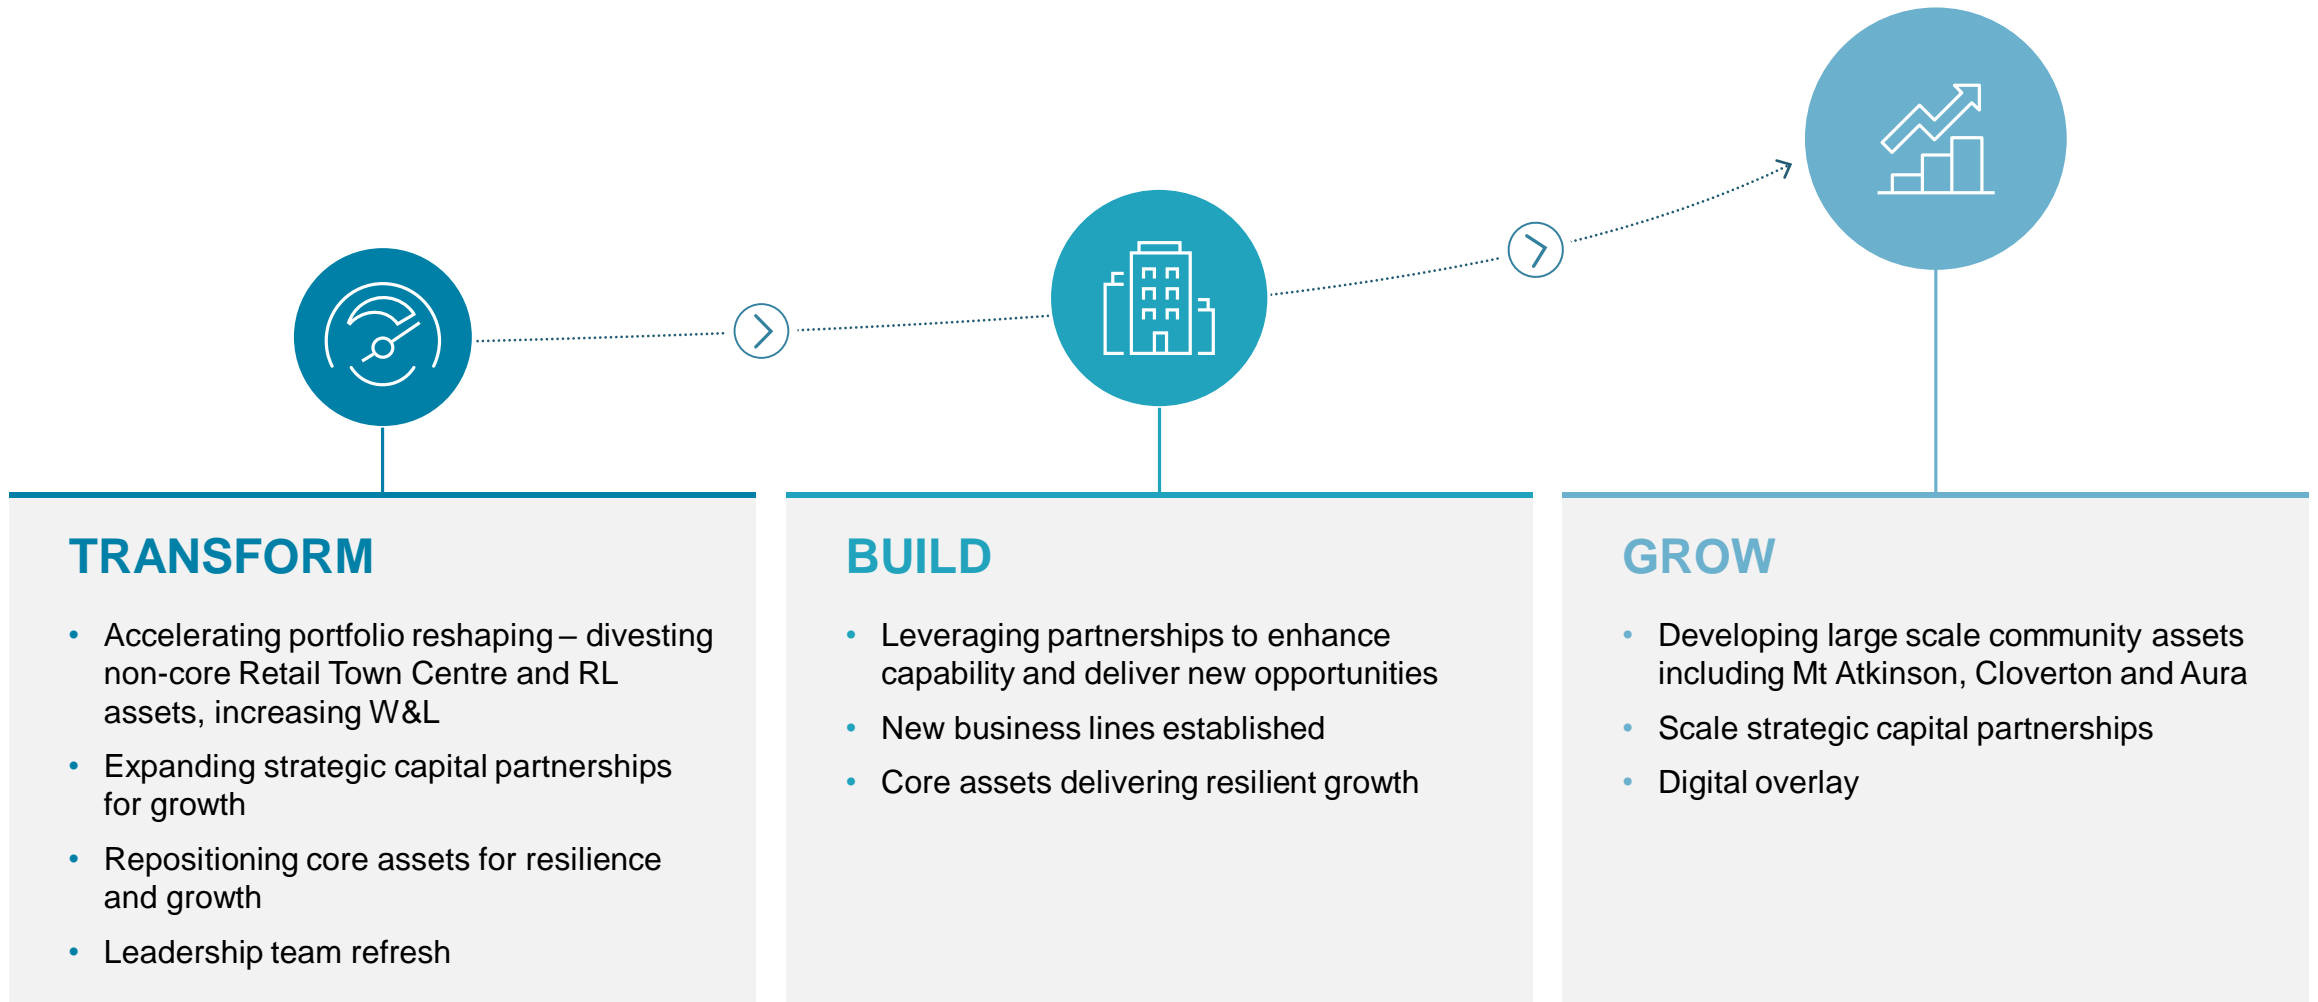 TRANSFORM
• Accelerating portfolio reshaping – divesting
non-core Retail Town Centre and RL
assets, increasing W&L
• Expanding strategic capital partnerships
for growth
• Repositioning core assets for resilience
and growth
• Leadership team refresh
BUILD
• Leveraging partnerships to enhance
capability and deliver new opportunities
• New business lines established
• Core assets delivering resilient growth
GROW
• Developing large scale community assets
including Mt Atkinson, Cloverton and Aura
• Scale strategic capital partnerships
• Digital overlay